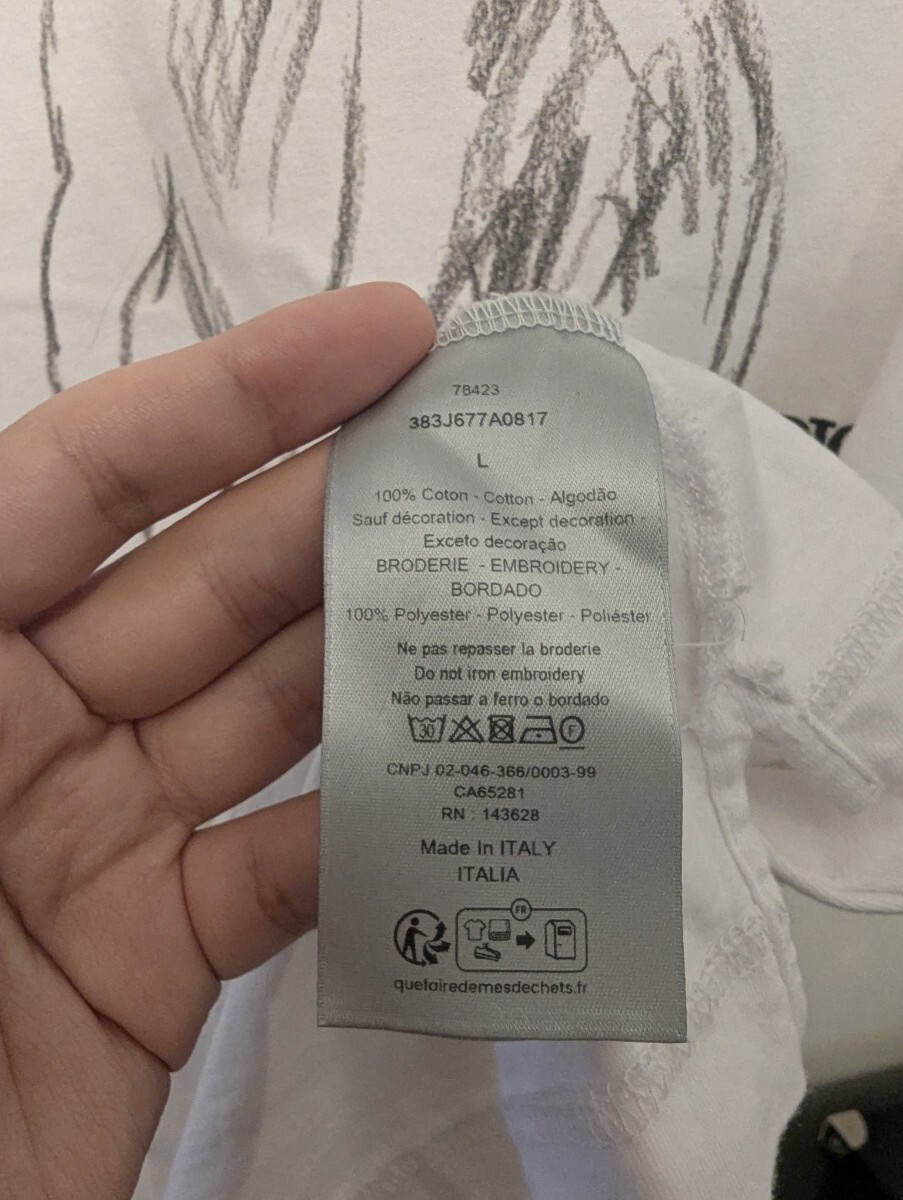 78423
383J677A0817
L
100% Coton - Cotton - Algodão
Sauf décoration - Except decoration -
Exceto decoração
BRODERIE - EMBROIDERY -
BORDADO
100% Polyester - Polyester - Poliéster
Ne pas repasser la broderie
Do not iron embroidery
Não passar a ferro o bordado
30 F
CNPJ 02-046-366/0003-99
CA65281
RN : 143628
Made In ITALY
ITALIA
FR
quefairedemesdechets.fr